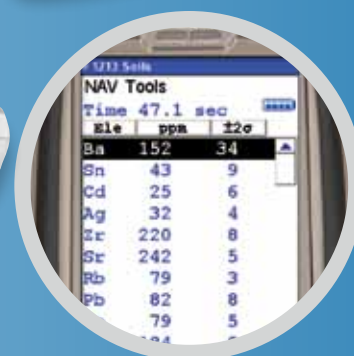 Soils
NAV Tools
Time 47.1 sec
Ele ppm ±2σ
Ba 152 34
Sn 43 9
Cd 25 6
Ag 32 4
Zr 220 8
Sr 242 5
Rb 79 3
Pb 82 8
79 5